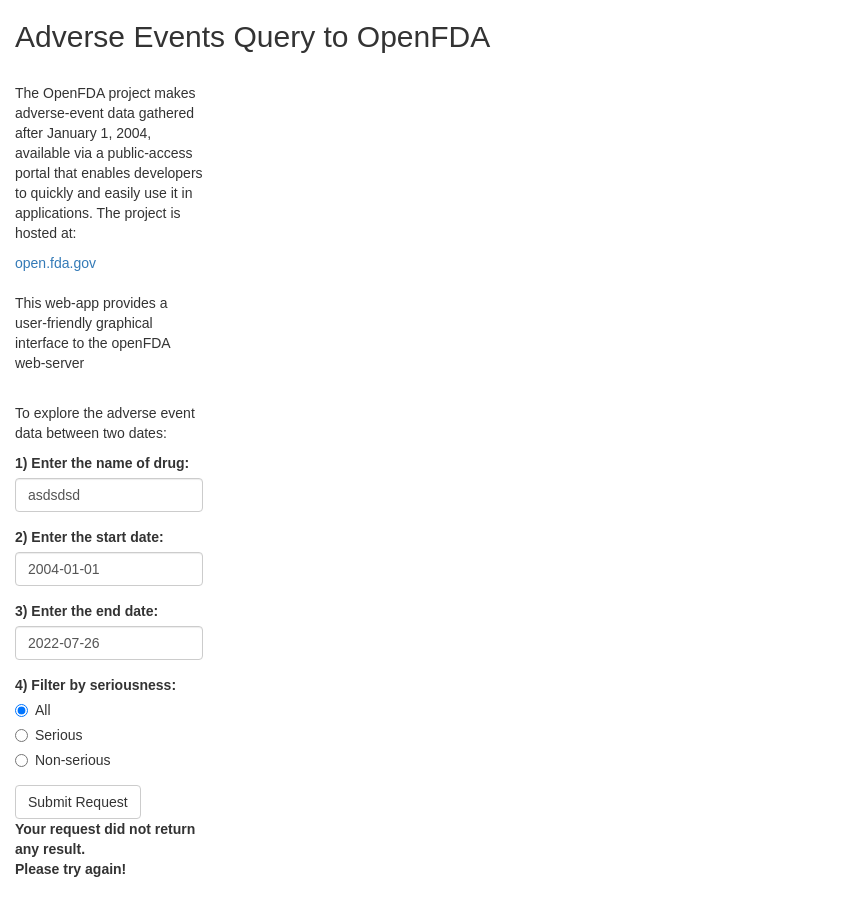 Adverse Events Query to OpenFDA
The OpenFDA project makes
adverse-event data gathered
after January 1, 2004,
available via a public-access
portal that enables developers
to quickly and easily use it in
applications. The project is
hosted at:
open.fda.gov
This web-app provides a
user-friendly graphical
interface to the openFDA
web-server
To explore the adverse event
data between two dates:
1) Enter the name of drug:
asdsdsd
2) Enter the start date:
2004-01-01
3) Enter the end date:
2022-07-26
4) Filter by seriousness:
All
Serious
Non-serious
Submit Request
Your request did not return
any result.
Please try again!